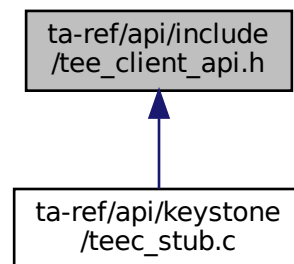 ta-ref/api/include
/tee_client_api.h
ta-ref/api/keystone
/teec_stub.c